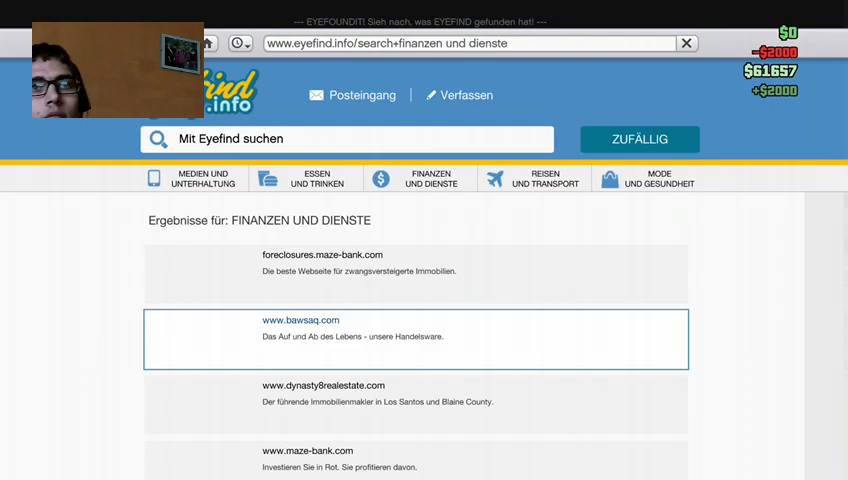 --- EYEFOUNDIT! Sieh nach, was EYEFIND gefunden hat! ---
$0
-$2000
www.eyefind.info/search+finanzen und dienste
$61657
+$2000
.info
Posteingang
Verfassen
Mit Eyefind suchen
ZUFÄLLIG
MEDIEN UND
UNTERHALTUNG
ESSEN
UND TRINKEN
FINANZEN
UND DIENSTE
REISEN
UND TRANSPORT
MODE
UND GESUNDHEIT
Ergebnisse für: FINANZEN UND DIENSTE
foreclosures.maze-bank.com
Die beste Webseite für zwangsversteigerte Immobilien.
www.bawsaq.com
Das Auf und Ab des Lebens - unsere Handelsware.
www.dynasty8realestate.com
Der führende Immobilienmakler in Los Santos und Blaine County.
www.maze-bank.com
Investieren Sie in Rot. Sie profitieren davon.